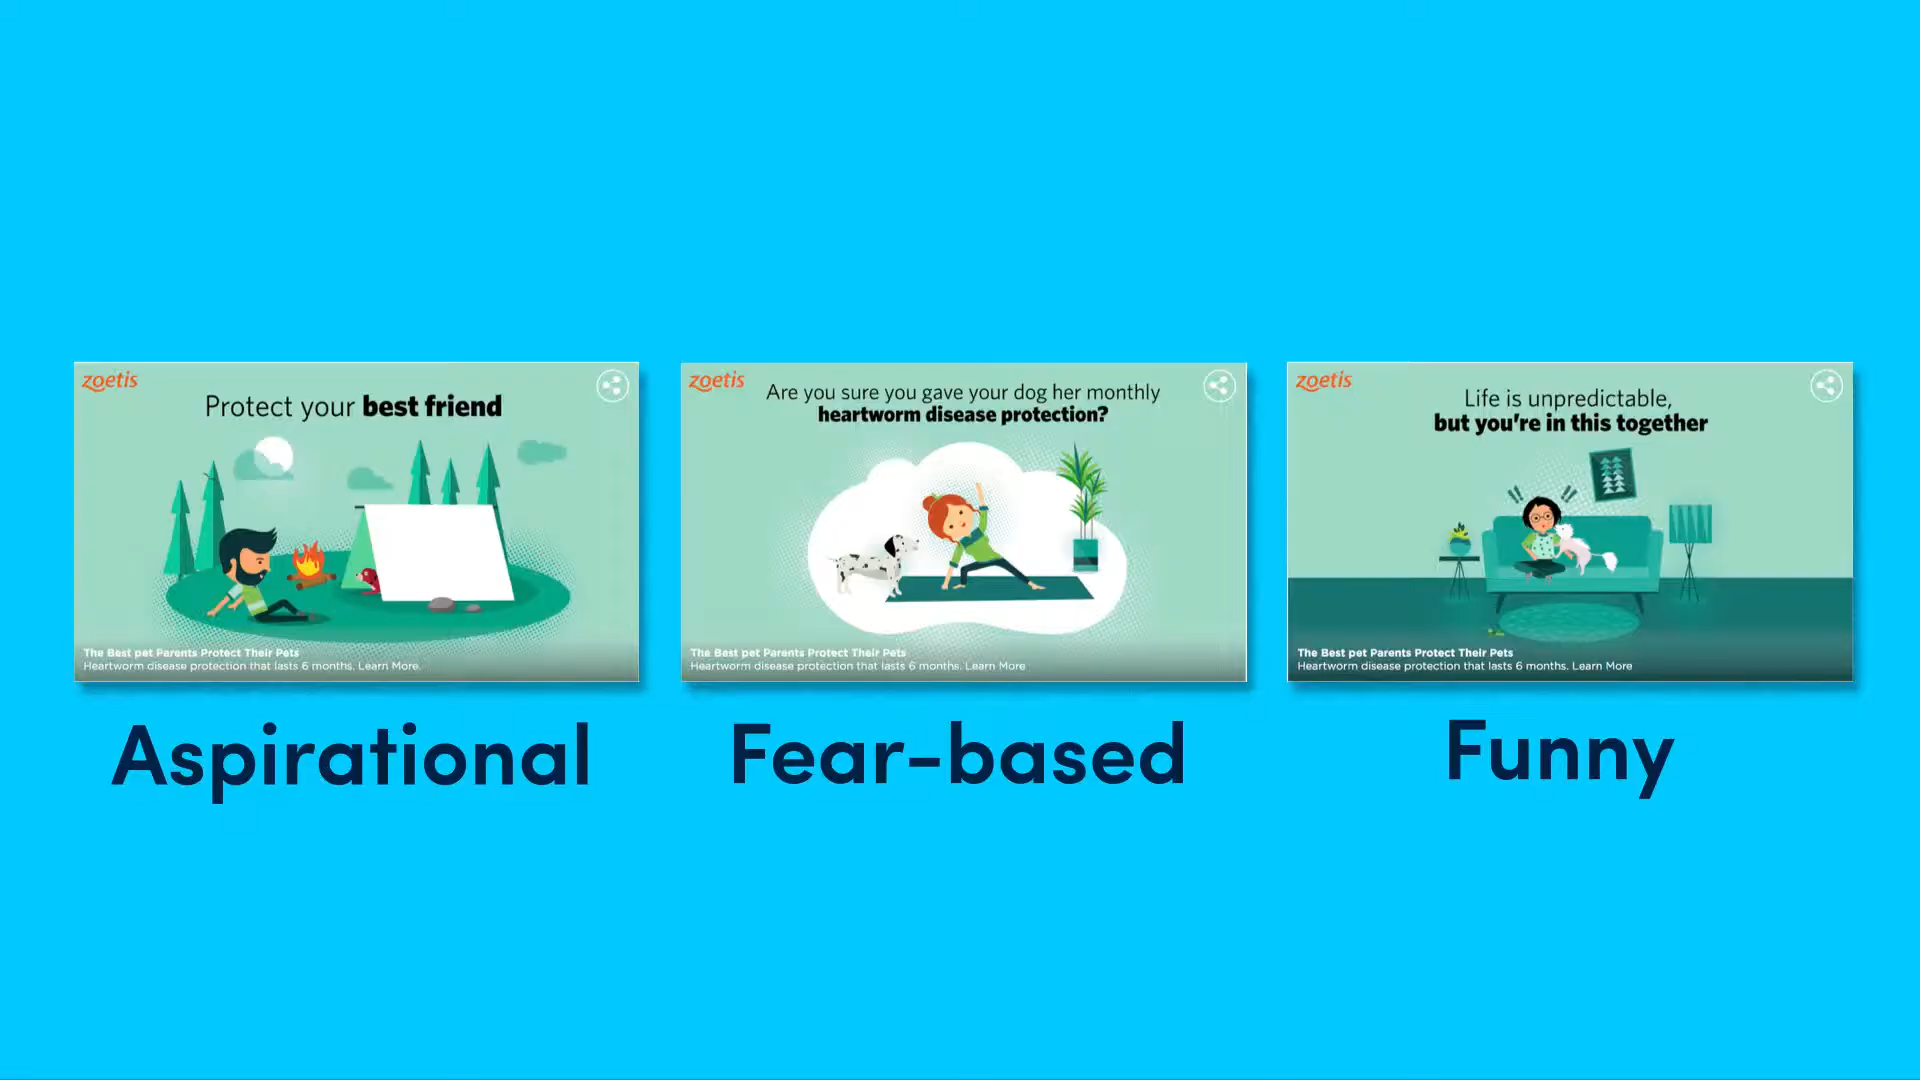 zoetis
Protect your best friend
The Best pet Parents Protect Their Pets
Heartworm disease protection that lasts 6 months. Learn More.
Aspirational
zoetis
Are you sure you gave your dog her monthly
heartworm disease protection?
The Best pet Parents Protect Their Pets
Heartworm disease protection that lasts 6 months. Learn More
Fear-based
zoetis
Life is unpredictable,
but you're in this together
The Best pet Parents Protect Their Pets
Heartworm disease protection that lasts 6 months. Learn More
Funny